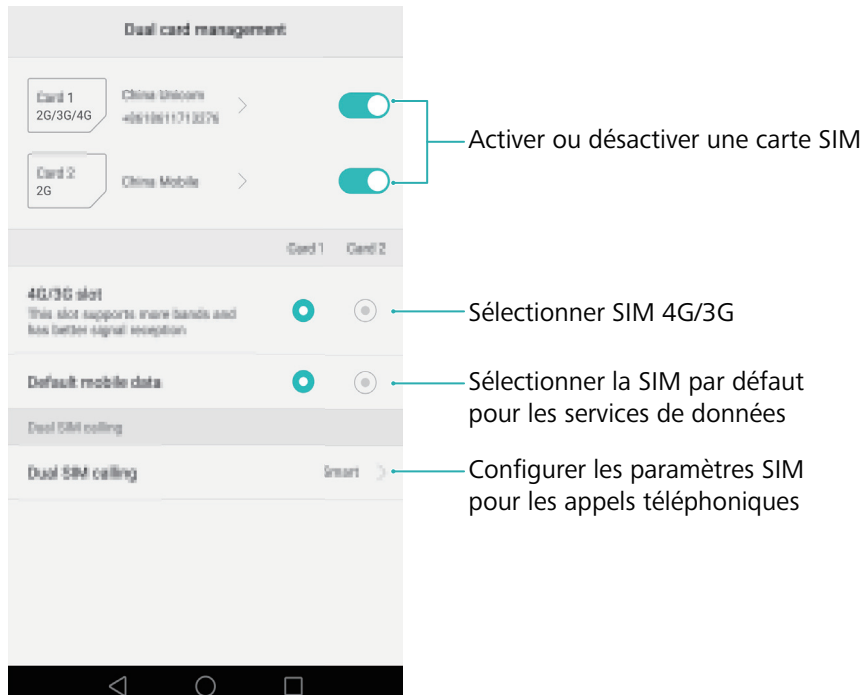 Dual card management
Card 1
2G/3G/4G
China Unicom
Activer ou désactiver une carte SIM
Card 2
2G
China Mobile
Card 1 Card 2
4G/3G slot
This slot supports more bands and
has better signal reception
Sélectionner SIM 4G/3G
Default mobile data
Sélectionner la SIM par défaut
pour les services de données
Dual SIM calling
Dual SIM calling
Smart
Configurer les paramètres SIM
pour les appels téléphoniques